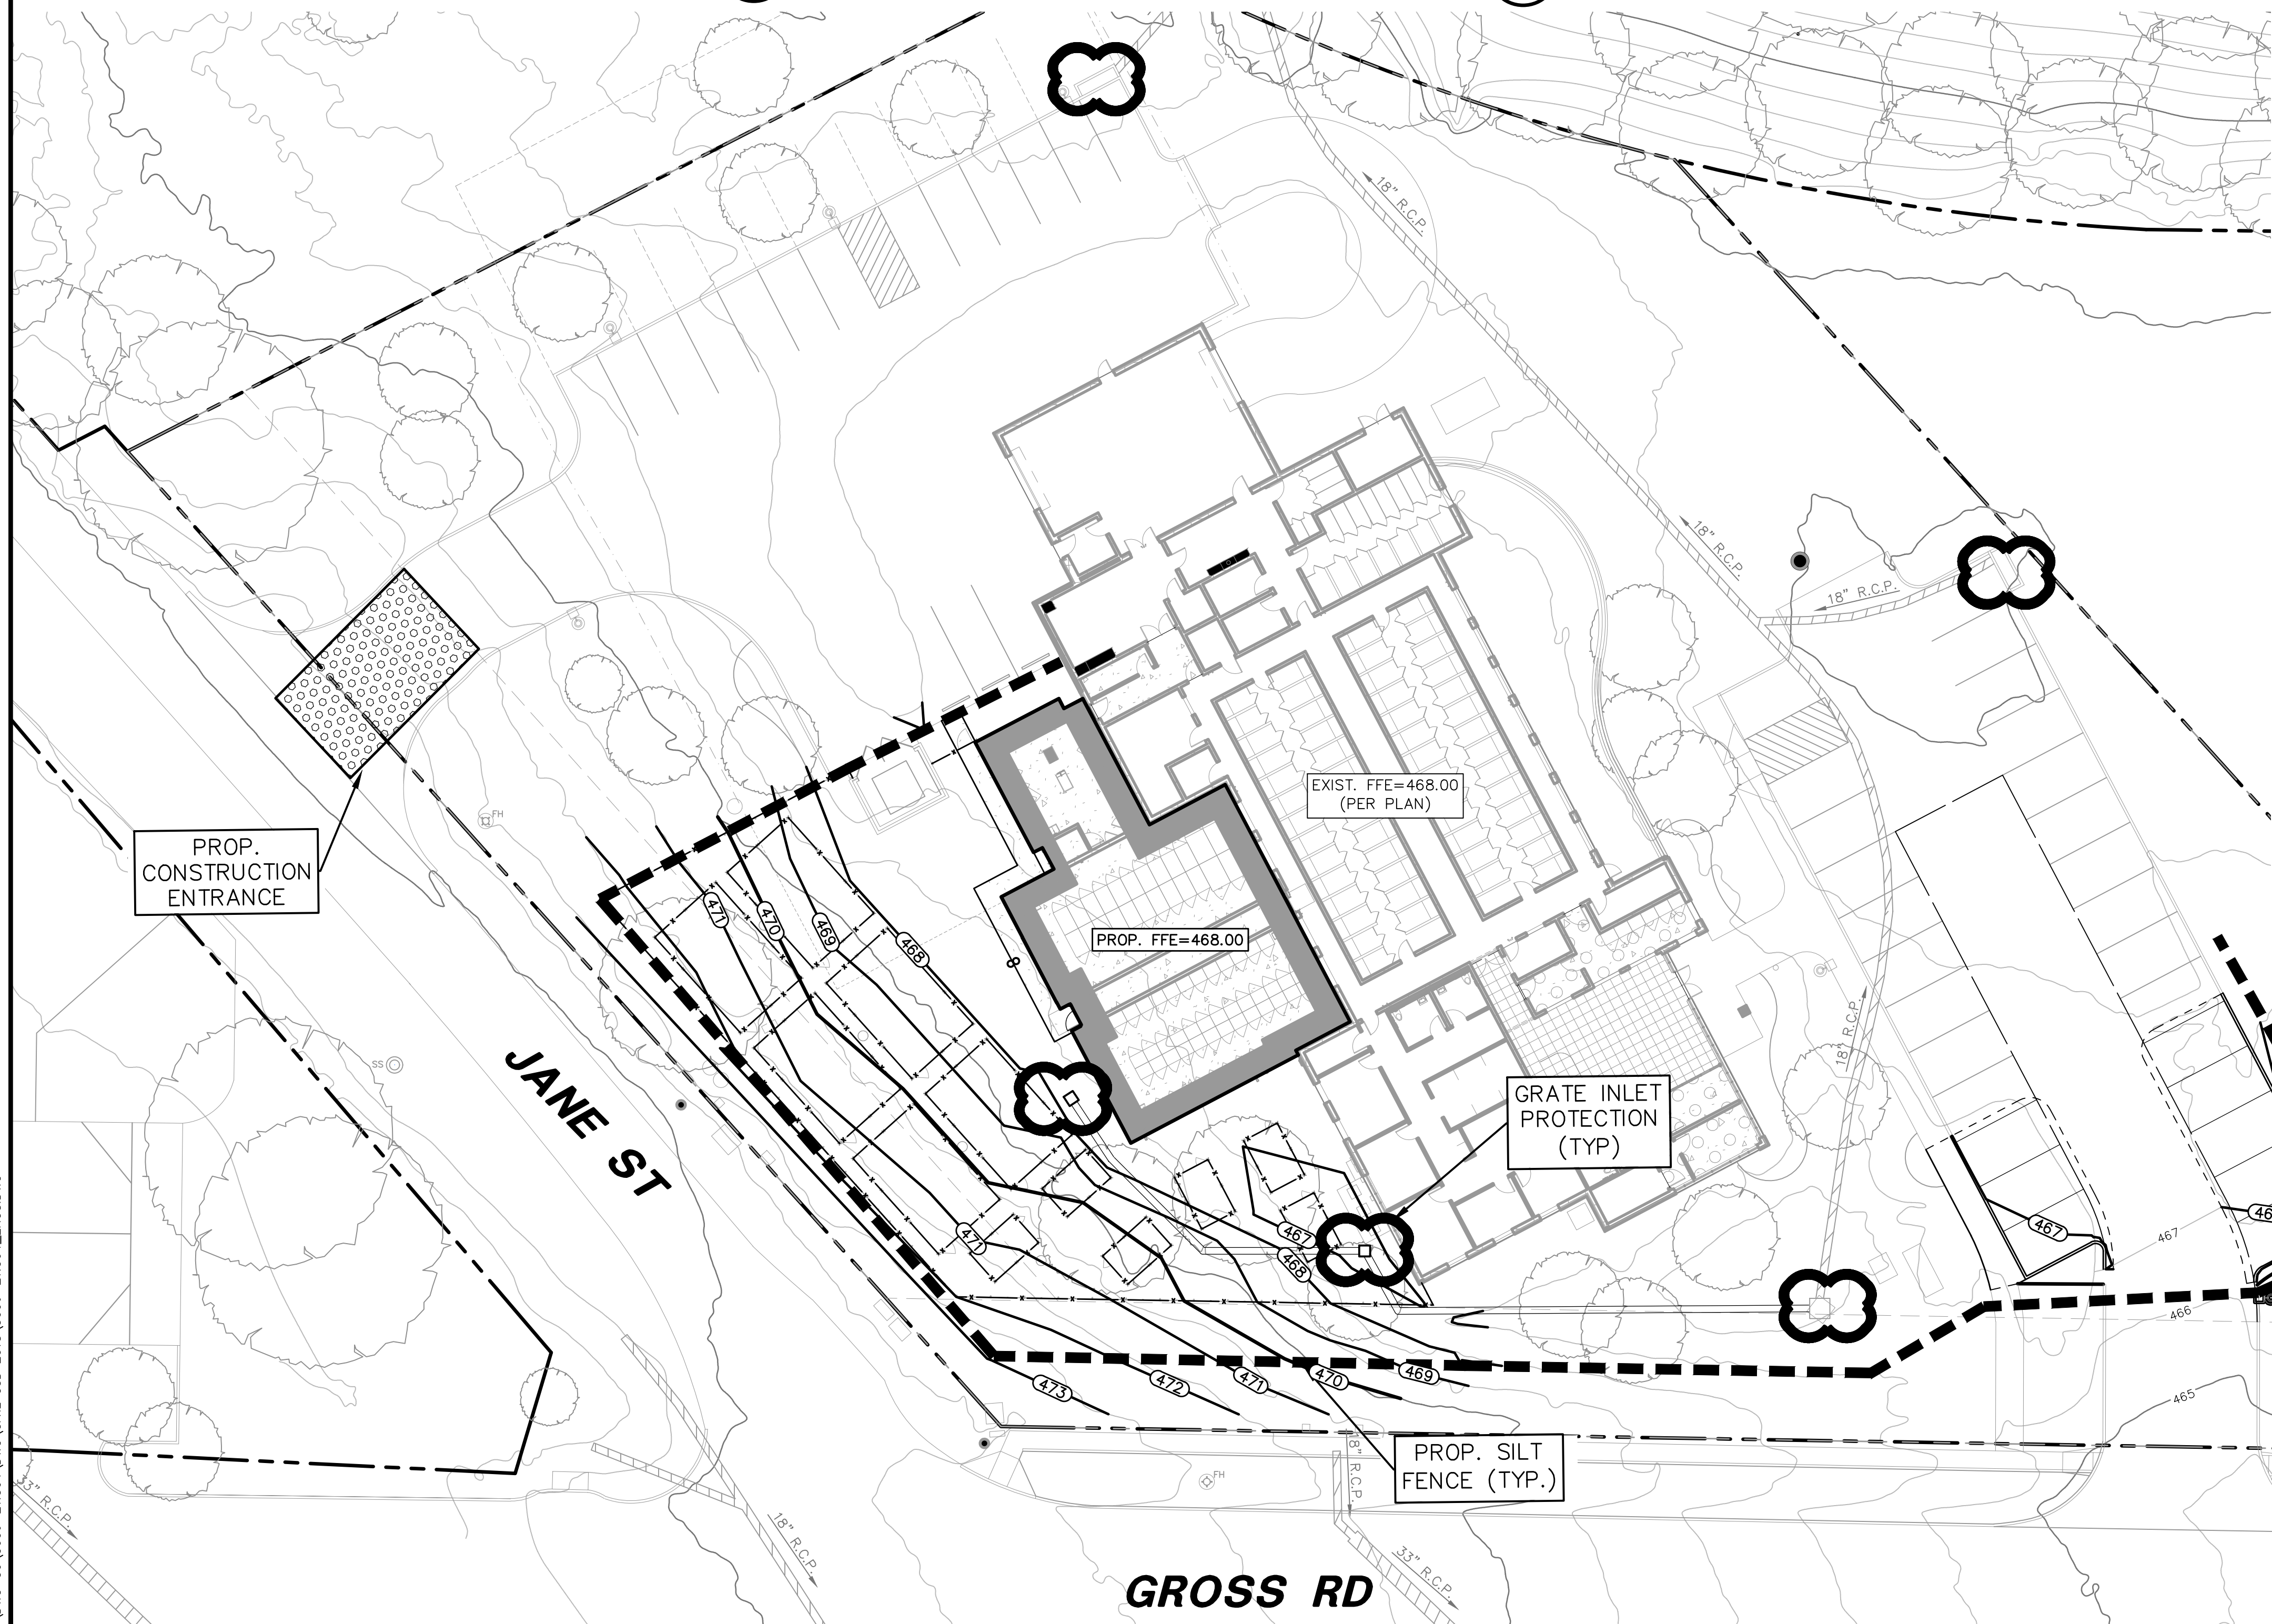 18" R.C.P.
18" R.C.P.
18" R.C.P.
EXIST. FFE=468.00
(PER PLAN)
FH
PROP.
CONSTRUCTION
ENTRANCE
471
470
469
468
PROP. FFE=468.00
8
18" R.C.P.
SS
JANE ST
GRATE INLET
PROTECTION
(TYP)
471
467
468
467
467
466
473
472
471
470
469
465
PROP. SILT
FENCE (TYP.)
FH
18" R.C.P.
33" R.C.P.
18" R.C.P.
33" R.C.P.
GROSS RD